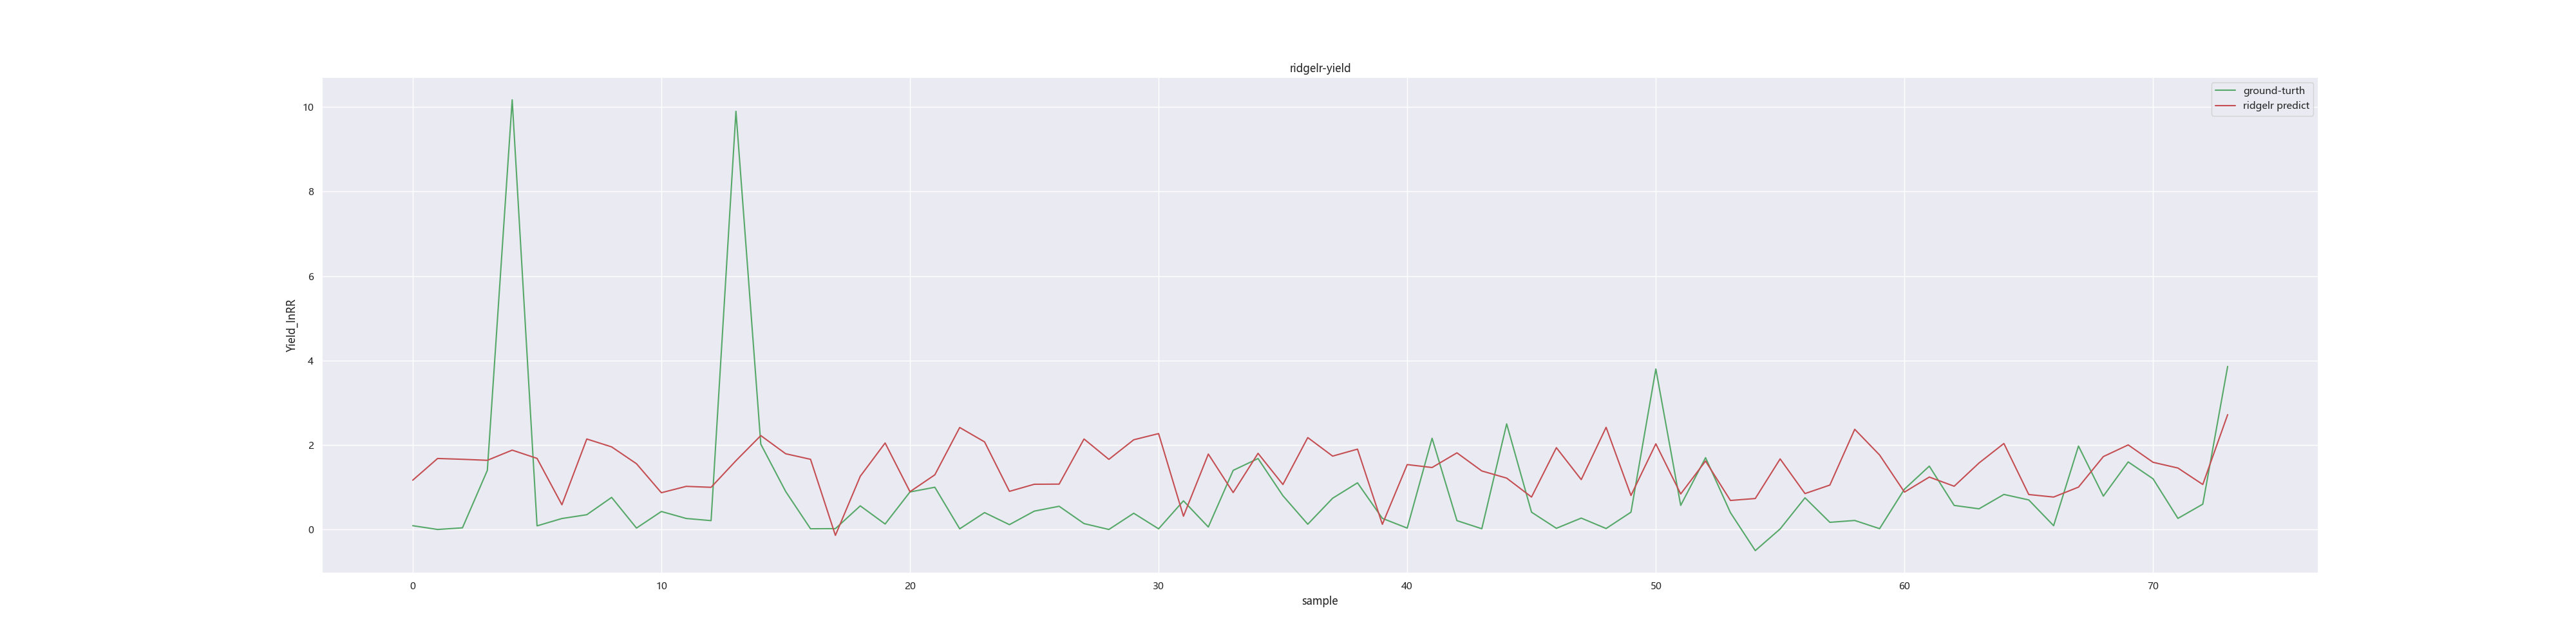 ridgelr-yield
ground-turth
ridgelr predict
10
8
6
4
2
0
Yield_lnRR
0 10 20 30 40 50 60 70
sample